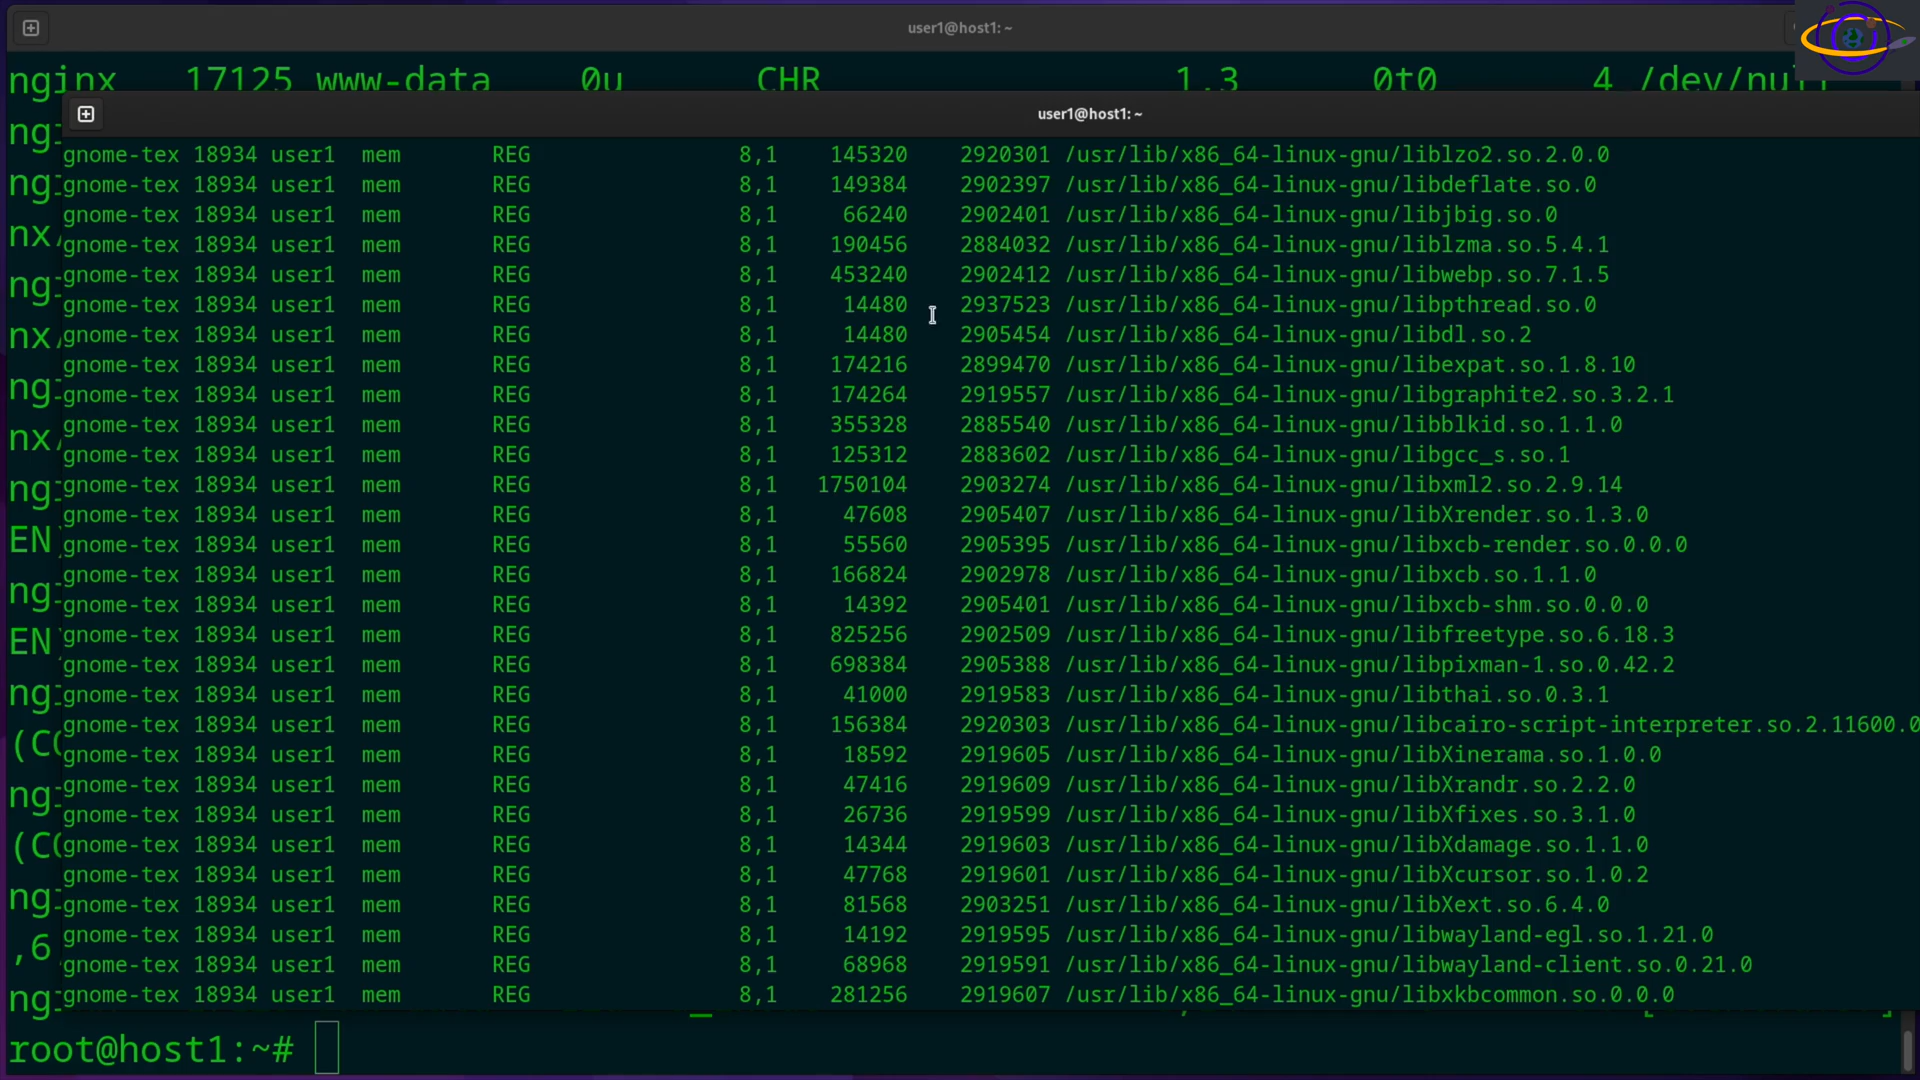 user1@host1: ~
nginx 17125 www-data 0u CHR 1,3 0t0 4 /dev/null
user1@host1: ~
gnome-tex 18934 user1 mem REG 8,1 145320 2920301 /usr/lib/x86_64-linux-gnu/liblzo2.so.2.0.0
gnome-tex 18934 user1 mem REG 8,1 149384 2902397 /usr/lib/x86_64-linux-gnu/libdeflate.so.0
gnome-tex 18934 user1 mem REG 8,1 66240 2902401 /usr/lib/x86_64-linux-gnu/libjbig.so.0
gnome-tex 18934 user1 mem REG 8,1 190456 2884032 /usr/lib/x86_64-linux-gnu/liblzma.so.5.4.1
gnome-tex 18934 user1 mem REG 8,1 453240 2902412 /usr/lib/x86_64-linux-gnu/libwebp.so.7.1.5
gnome-tex 18934 user1 mem REG 8,1 14480 2937523 /usr/lib/x86_64-linux-gnu/libpthread.so.0
gnome-tex 18934 user1 mem REG 8,1 14480 2905454 /usr/lib/x86_64-linux-gnu/libdl.so.2
gnome-tex 18934 user1 mem REG 8,1 174216 2899470 /usr/lib/x86_64-linux-gnu/libexpat.so.1.8.10
gnome-tex 18934 user1 mem REG 8,1 174264 2919557 /usr/lib/x86_64-linux-gnu/libgraphite2.so.3.2.1
gnome-tex 18934 user1 mem REG 8,1 355328 2885540 /usr/lib/x86_64-linux-gnu/libblkid.so.1.1.0
gnome-tex 18934 user1 mem REG 8,1 125312 2883602 /usr/lib/x86_64-linux-gnu/libgcc_s.so.1
gnome-tex 18934 user1 mem REG 8,1 1750104 2903274 /usr/lib/x86_64-linux-gnu/libxml2.so.2.9.14
gnome-tex 18934 user1 mem REG 8,1 47608 2905407 /usr/lib/x86_64-linux-gnu/libXrender.so.1.3.0
gnome-tex 18934 user1 mem REG 8,1 55560 2905395 /usr/lib/x86_64-linux-gnu/libxcb-render.so.0.0.0
gnome-tex 18934 user1 mem REG 8,1 166824 2902978 /usr/lib/x86_64-linux-gnu/libxcb.so.1.1.0
gnome-tex 18934 user1 mem REG 8,1 14392 2905401 /usr/lib/x86_64-linux-gnu/libxcb-shm.so.0.0.0
gnome-tex 18934 user1 mem REG 8,1 825256 2902509 /usr/lib/x86_64-linux-gnu/libfreetype.so.6.18.3
gnome-tex 18934 user1 mem REG 8,1 698384 2905388 /usr/lib/x86_64-linux-gnu/libpixman-1.so.0.42.2
gnome-tex 18934 user1 mem REG 8,1 41000 2919583 /usr/lib/x86_64-linux-gnu/libthai.so.0.3.1
gnome-tex 18934 user1 mem REG 8,1 156384 2920303 /usr/lib/x86_64-linux-gnu/libcairo-script-interpreter.so.2.11600.0
gnome-tex 18934 user1 mem REG 8,1 18592 2919605 /usr/lib/x86_64-linux-gnu/libXinerama.so.1.0.0
gnome-tex 18934 user1 mem REG 8,1 47416 2919609 /usr/lib/x86_64-linux-gnu/libXrandr.so.2.2.0
gnome-tex 18934 user1 mem REG 8,1 26736 2919599 /usr/lib/x86_64-linux-gnu/libXfixes.so.3.1.0
gnome-tex 18934 user1 mem REG 8,1 14344 2919603 /usr/lib/x86_64-linux-gnu/libXdamage.so.1.1.0
gnome-tex 18934 user1 mem REG 8,1 47768 2919601 /usr/lib/x86_64-linux-gnu/libXcursor.so.1.0.2
gnome-tex 18934 user1 mem REG 8,1 81568 2903251 /usr/lib/x86_64-linux-gnu/libXext.so.6.4.0
gnome-tex 18934 user1 mem REG 8,1 14192 2919595 /usr/lib/x86_64-linux-gnu/libwayland-egl.so.1.21.0
gnome-tex 18934 user1 mem REG 8,1 68968 2919591 /usr/lib/x86_64-linux-gnu/libwayland-client.so.0.21.0
gnome-tex 18934 user1 mem REG 8,1 281256 2919607 /usr/lib/x86_64-linux-gnu/libxkbcommon.so.0.0.0
root@host1:~#